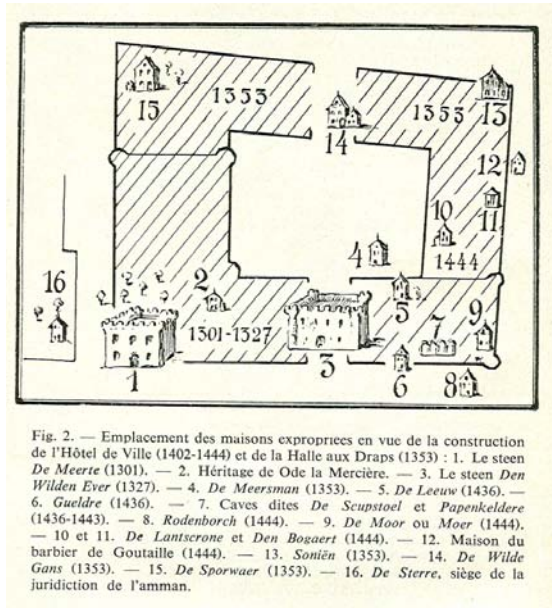 1353
1353
13
15
14
12
10
11
4
1444
16
2
5
9
7
1301-1327
1
3
6
8
Fig. 2. — Emplacement des maisons expropriées en vue de la construction
de l'Hôtel de Ville (1402-1444) et de la Halle aux Draps (1353) : 1. Le steen
De Meerte (1301). — 2. Héritage de Ode la Mercière. — 3. Le steen Den
Wilden Ever (1327). — 4. De Meersman (1353). — 5. De Leeuw (1436). —
6. Gueldre (1436). — 7. Caves dites De Scupstoel et Papenkeldere
(1436-1443). — 8. Rodenborch (1444). — 9. De Moor ou Moer (1444).
— 10 et 11. De Lantscrone et Den Bogaert (1444). — 12. Maison du
barbier de Goutaille (1444). — 13. Soniën (1353). — 14. De Wilde
Gans (1353). — 15. De Sporwaer (1353). — 16. De Sterre, siège de la
juridiction de l'amman.